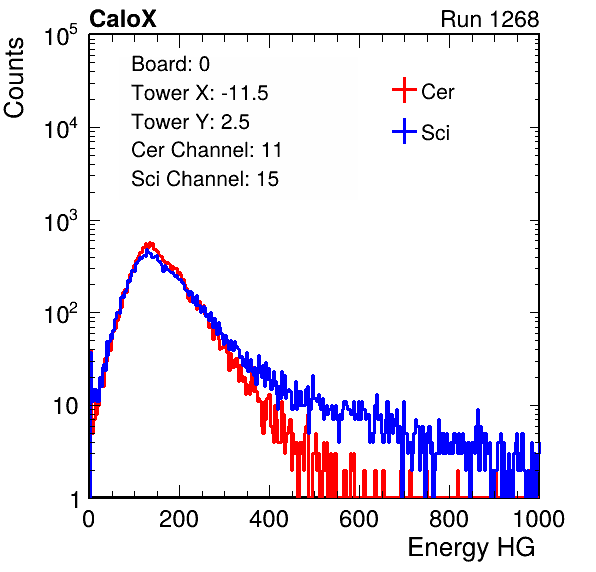 CaloX Run 1268
Counts
Board: 0
Tower X: -11.5
Tower Y: 2.5
Cer Channel: 11
Sci Channel: 15
Cer
Sci
10^5
10^4
10^3
10^2
10
1
0 200 400 600 800 1000
Energy HG